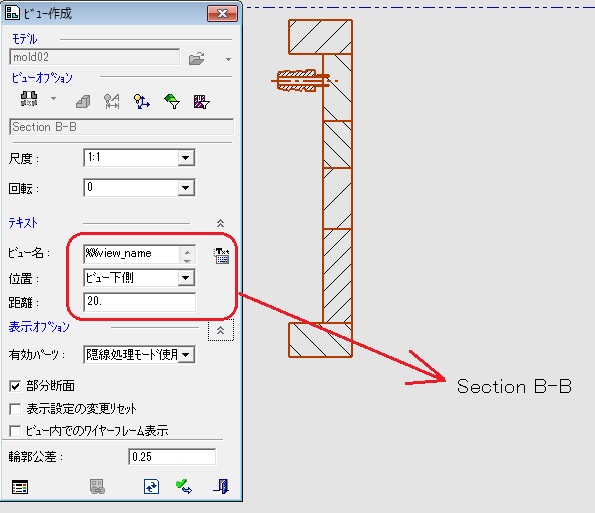 ビュー作成
モデル
mold02
ビューオプション
Section B-B
尺度：
1:1
回転：
0
テキスト
ビュー名：
%%view_name
位置：
ビュー下側
距離：
20.
表示オプション
有効パーツ：
陰線処理モード(使用
部分断面
表示設定の変更リセット
ビュー内でのワイヤーフレーム表示
輪郭公差：
0.25
Section B-B